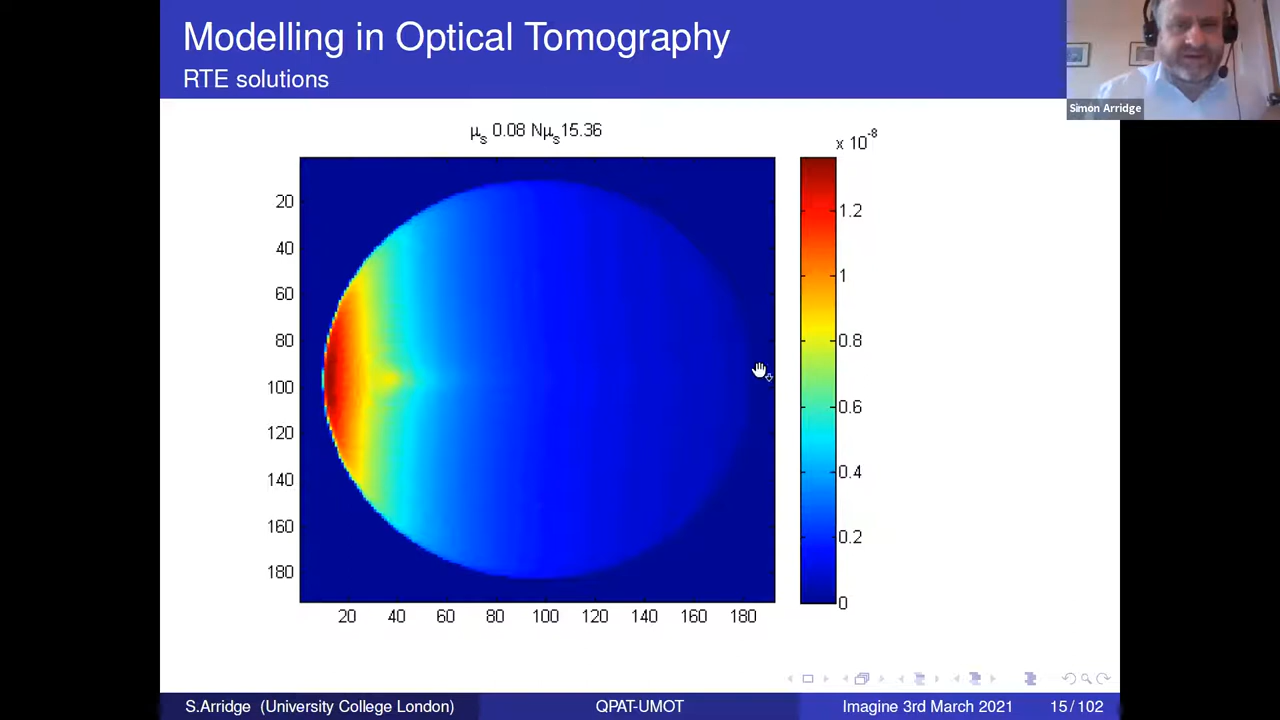 Modelling in Optical Tomography
RTE solutions
Simon Arridge
μs 0.08 Nμs15.36
x 10-8
20
40
60
80
100
120
140
160
180
20 40 60 80 100 120 140 160 180
1.2
1
0.8
0.6
0.4
0.2
0
S.Arridge (University College London) QPAT-UMOT Imagine 3rd March 2021 15 / 102